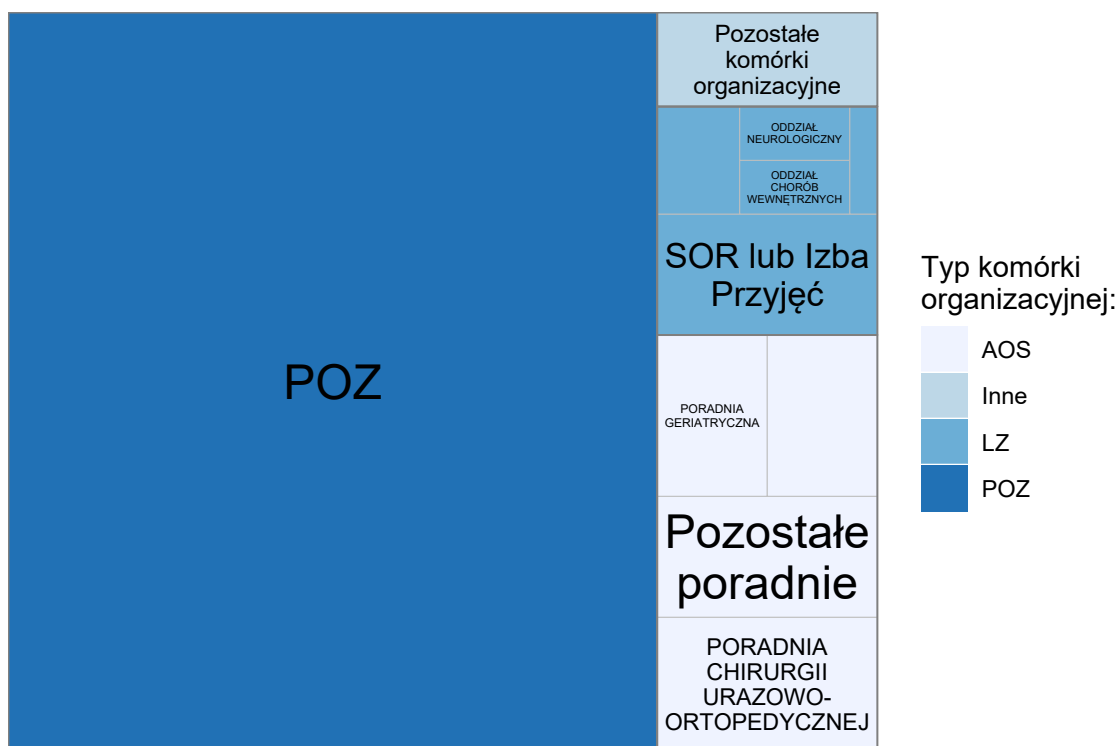 POZ
Pozostałe
komórki
organizacyjne
ODDZIAŁ
NEUROLOGICZNY
ODDZIAŁ
CHORÓB
WEWNĘTRZNYCH
SOR lub Izba
Przyjęć
PORADNIA
GERIATRYCZNA
Pozostałe
poradnie
PORADNIA
CHIRURGII
URAZOWO-
ORTOPEDYCZNEJ
Typ komórki
organizacyjnej:
AOS
Inne
LZ
POZ